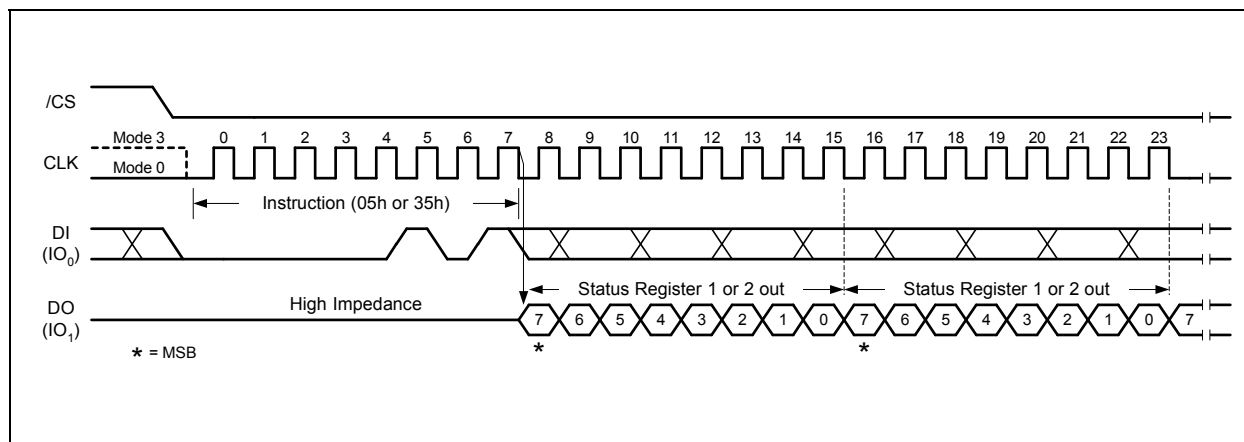 /CS
Mode 3 0 1 2 3 4 5 6 7 8 9 10 11 12 13 14 15 16 17 18 19 20 21 22 23
CLK Mode 0
Instruction (05h or 35h)
DI
(IO0)
Status Register 1 or 2 out Status Register 1 or 2 out
High Impedance
DO 7 6 5 4 3 2 1 0 7 6 5 4 3 2 1 0 7
(IO1)
* *
* = MSB